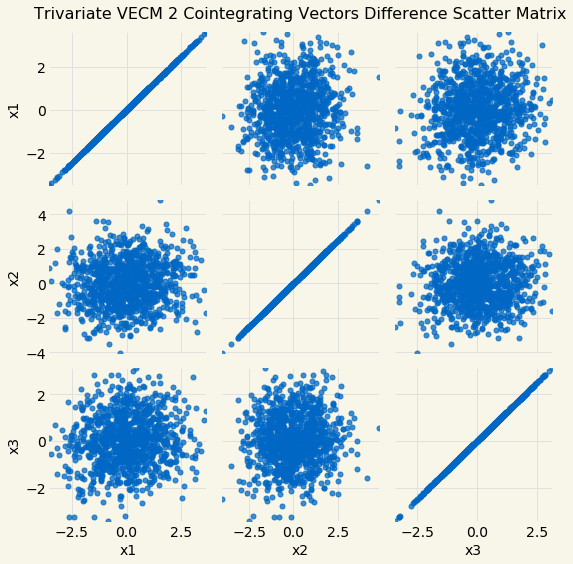 Trivariate VECM 2 Cointegrating Vectors Difference Scatter Matrix
x1
2
0
−2
x2
4
2
0
−2
−4
x3
2
0
−2
−2.5 0.0 2.5 −2.5 0.0 2.5 −2.5 0.0 2.5
x1 x2 x3